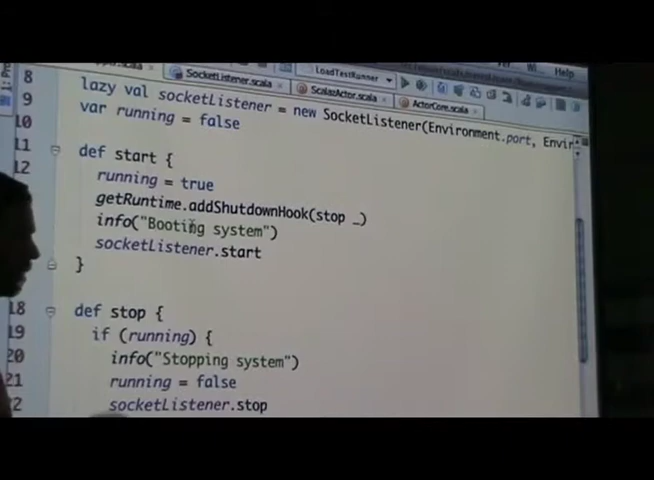 LoadTestRunner
Help
SocketListener.scala
ScalazActor.scala
ActorCore.scala
8 lazy val socketListener = new SocketListener(Environment.port, Envir
9 var running = false
10
11 def start {
12 running = true
getRuntime.addShutdownHook(stop _)
info("Booting system")
socketListener.start
}
18 def stop {
19 if (running) {
20 info("Stopping system")
21 running = false
2 socketListener.stop